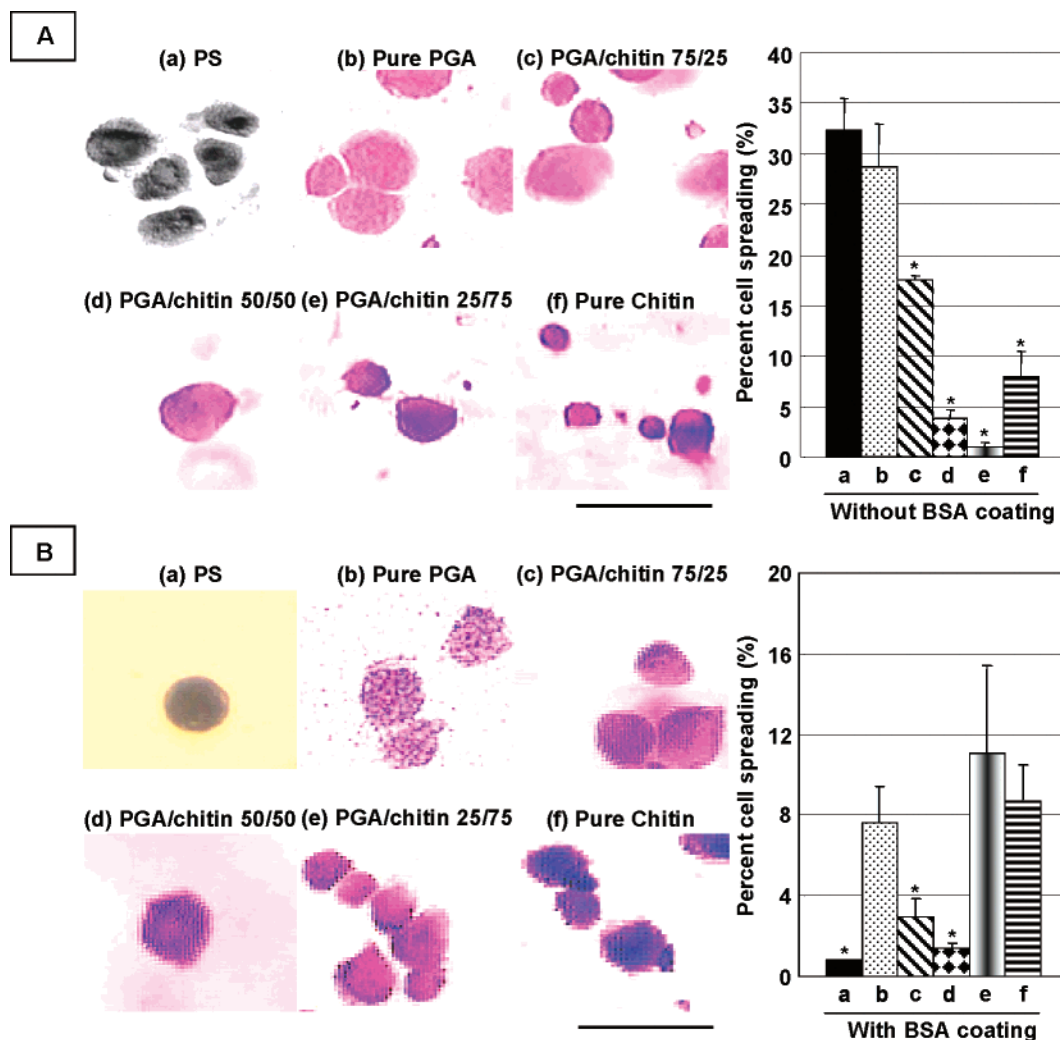 A
(a) PS
(b) Pure PGA
(c) PGA/chitin 75/25
(d) PGA/chitin 50/50
(e) PGA/chitin 25/75
(f) Pure Chitin
Percent cell spreading (%)
40
35
30
25
20
15
10
5
0
*
*
*
*
a b c d e f
Without BSA coating
B
(a) PS
(b) Pure PGA
(c) PGA/chitin 75/25
(d) PGA/chitin 50/50
(e) PGA/chitin 25/75
(f) Pure Chitin
Percent cell spreading (%)
20
16
12
8
4
0
*
*
*
a b c d e f
With BSA coating